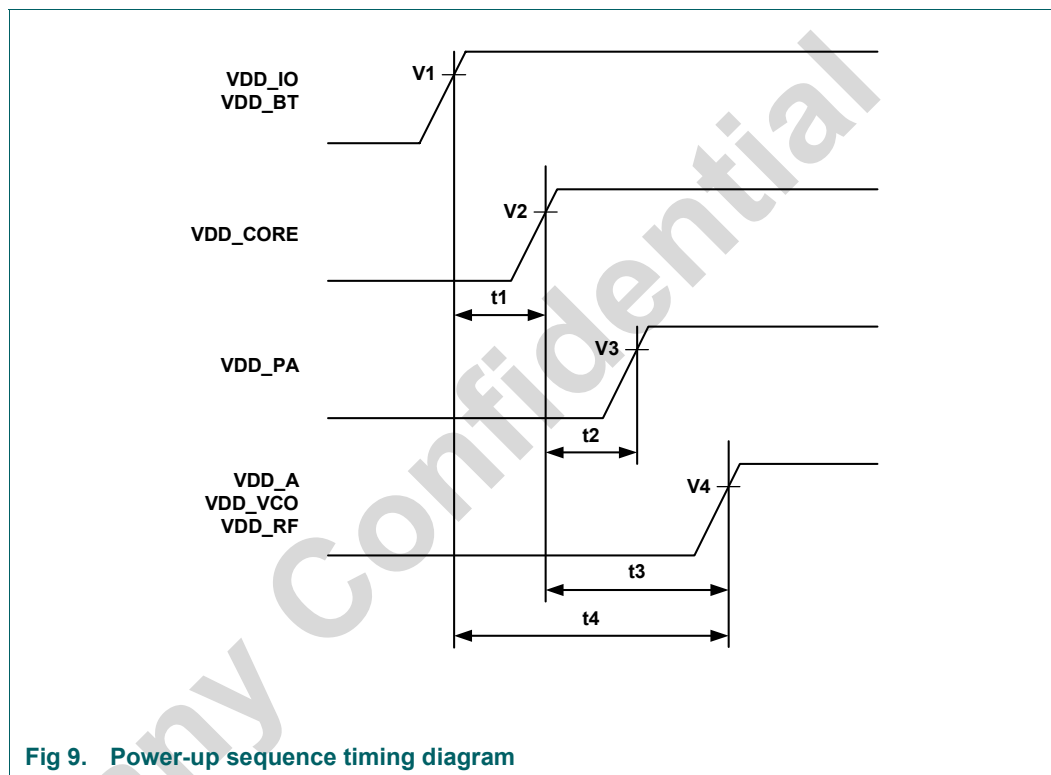 VDD_IO
VDD_BT
V1
VDD_CORE
V2
t1
VDD_PA
V3
t2
VDD_A
VDD_VCO
VDD_RF
V4
t3
t4
ny Confidential
Fig 9. Power-up sequence timing diagram